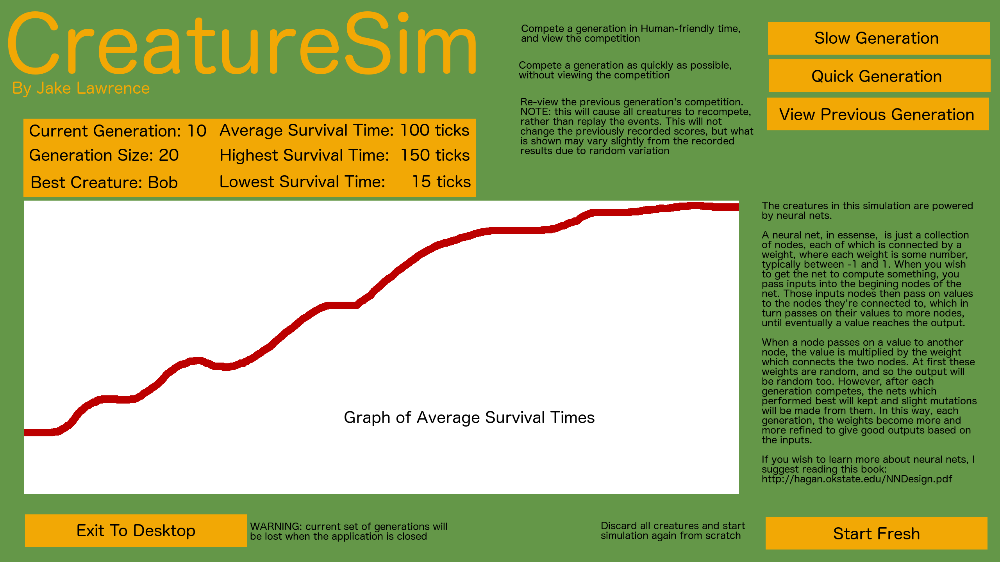 CreatureSim
By Jake Lawrence
Compete a generation in Human-friendly time,
and view the competition
Slow Generation
Compete a generation as quickly as possible,
without viewing the competition
Quick Generation
Re-view the previous generation's competition.
NOTE: this will cause all creatures to recompete,
rather than replay the events. This will not
change the previously recorded scores, but what
is shown may vary slightly from the recorded
results due to random variation
View Previous Generation
Current Generation: 10
Average Survival Time: 100 ticks
Generation Size: 20
Highest Survival Time: 150 ticks
Best Creature: Bob
Lowest Survival Time: 15 ticks
Graph of Average Survival Times
The creatures in this simulation are powered
by neural nets.
A neural net, in essense, is just a collection
of nodes, each of which is connected by a
weight, where each weight is some number,
typically between -1 and 1. When you wish
to get the net to compute something, you
pass inputs into the begining nodes of the
net. Those inputs nodes then pass on values
to the nodes they're connected to, which in
turn passes on their values to more nodes,
until eventually a value reaches the output.
When a node passes on a value to another
node, the value is multiplied by the weight
which connects the two nodes. At first these
weights are random, and so the output will
be random too. However, after each
generation competes, the nets which
performed best will kept and slight mutations
will be made from them. In this way, each
generation, the weights become more and
more refined to give good outputs based on
the inputs.
If you wish to learn more about neural nets, I
suggest reading this book:
http://hagan.okstate.edu/NNDesign.pdf
Exit To Desktop
WARNING: current set of generations will
be lost when the application is closed
Discard all creatures and start
simulation again from scratch
Start Fresh